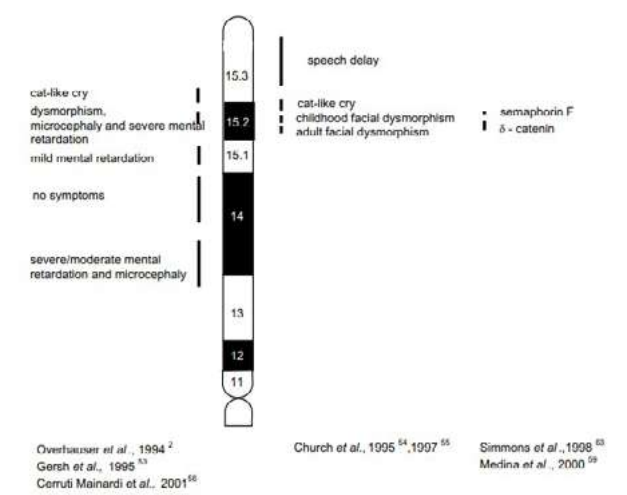 speech delay
15.3
cat-like cry
cat-like cry
dysmorphism,
childhood facial dysmorphism
semaphorin F
microcephaly and severe mental
15.2
adult facial dysmorphism
δ - catenin
retardation
mild mental retardation
15.1
no symptoms
14
severe/moderate mental
retardation and microcephaly
13
12
11
Overhauser et al., 1994 2
Church et al., 1995 54,1997 55
Simmons et al.,1998 63
Gersh et al., 1995 53
Medina et al., 2000 59
Cerruti Mainardi et al., 2001 56